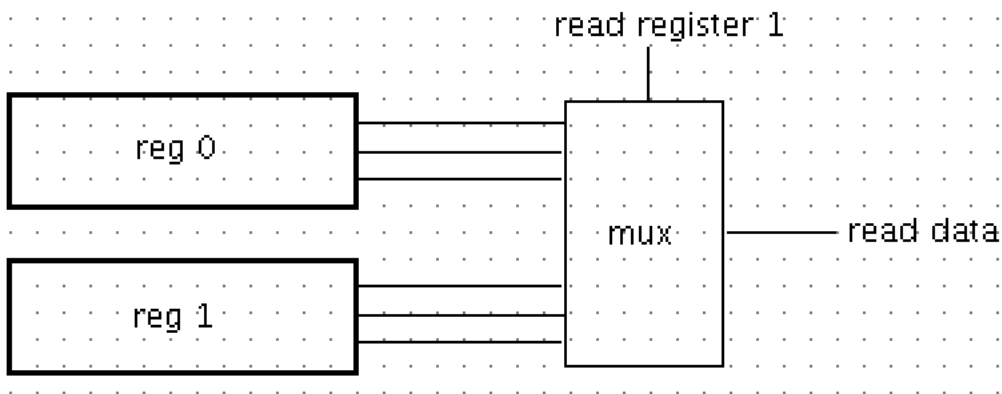 read register 1
reg 0
mux
read data
reg 1